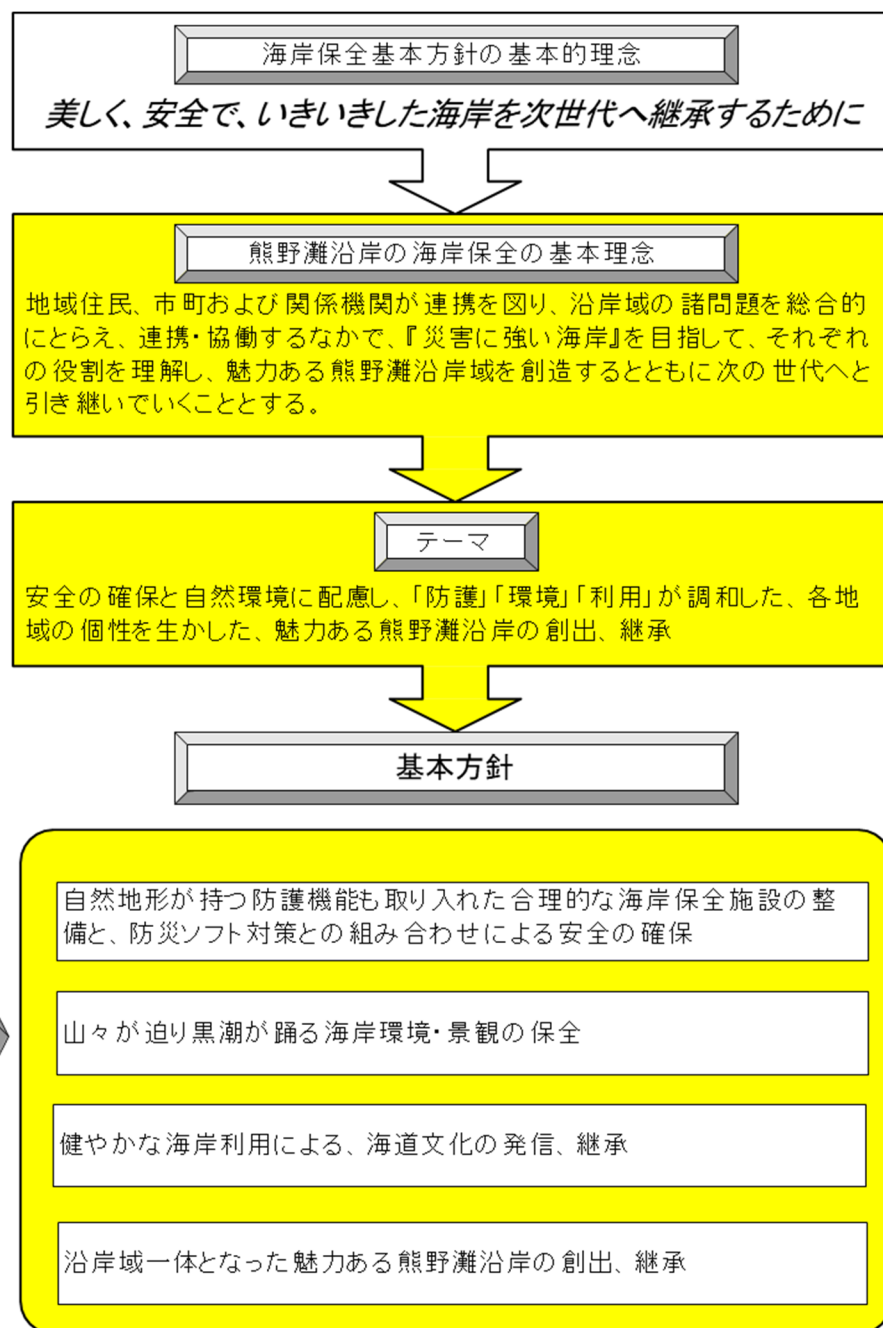 海岸保全基本方針の基本的理念
美しく、安全で、いきいきした海岸を次世代へ継承するために
熊野灘沿岸の海岸保全の基本理念
地域住民、市町および関係機関が連携を図り、沿岸域の諸問題を総合的
にとらえ、連携・協働するなかで、『災害に強い海岸』を目指して、それぞれ
の役割を理解し、魅力ある熊野灘沿岸域を創造するとともに次の世代へと
引き継いでいくこととする。
テーマ
安全の確保と自然環境に配慮し、「防護」「環境」「利用」が調和した、各地
域の個性を生かした、魅力ある熊野灘沿岸の創出、継承
基本方針
自然地形が持つ防護機能も取り入れた合理的な海岸保全施設の整
備と、防災ソフト対策との組み合わせによる安全の確保
山々が迫り黒潮が踊る海岸環境・景観の保全
健やかな海岸利用による、海道文化の発信、継承
沿岸域一体となった魅力ある熊野灘沿岸の創出、継承